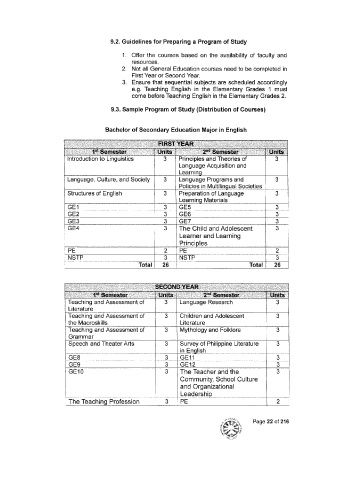 9.2. Guidelines for Preparing a Program of Study
1. Offer the courses based on the availability of faculty and
resources.
2. Not all General Education courses need to be completed in
First Year or Second Year.
3. Ensure that sequential subjects are scheduled accordingly
e.g. Teaching English in the Elementary Grades 1 must
come before Teaching English in the Elementary Grades 2.
9.3. Sample Program of Study (Distribution of Courses)
Bachelor of Secondary Education Major in English
FIRST YEAR
1st Semester Units 2nd Semester Units
Introduction to Linguistics 3 Principles and Theories of 3
Language Acquisition and
Learning
Language, Culture, and Society 3 Language Programs and 3
Policies in Multilingual Societies
Structures of English 3 Preparation of Language 3
Learning Materials
GE1 3 GE5 3
GE2 3 GE6 3
GE3 3 GE7 3
GE4 3 The Child and Adolescent 3
Learner and Learning
Principles
PE 2 PE 2
NSTP 3 NSTP 3
Total 26 Total 26
SECOND YEAR
1st Semester Units 2nd Semester Units
Teaching and Assessment of 3 Language Research 3
Literature
Teaching and Assessment of 3 Children and Adolescent 3
the Macroskills Literature
Teaching and Assessment of 3 Mythology and Folklore 3
Grammar
Speech and Theater Arts 3 Survey of Philippine Literature 3
in English
GE8 3 GE11 3
GE9 3 GE12 3
GE10 3 The Teacher and the 3
Community, School Culture
and Organizational
Leadership
The Teaching Profession 3 PE 2
Page 22 of 216